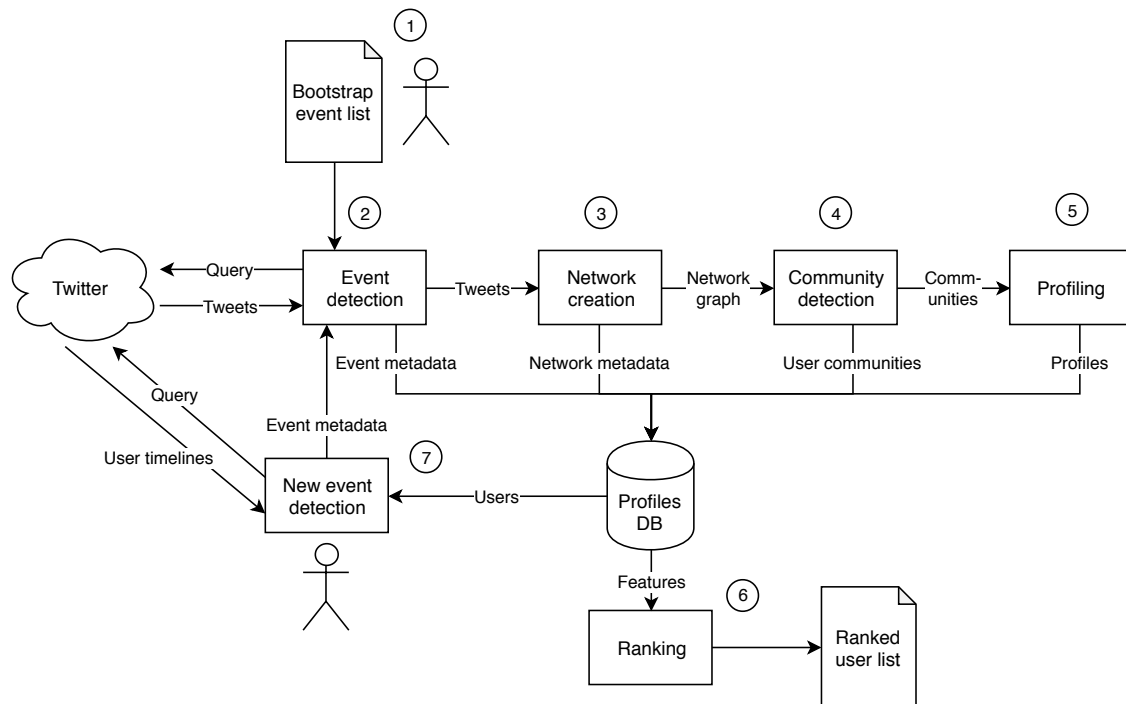 1
Bootstrap
event list
2
3
4
5
Twitter
Query
Tweets
Event
detection
Tweets
Network
creation
Network
graph
Community
detection
Comm-
unities
Profiling
Event metadata
Network metadata
User communities
Profiles
Query
User timelines
Event metadata
7
New event
detection
Users
Profiles
DB
Features
6
Ranking
Ranked
user list